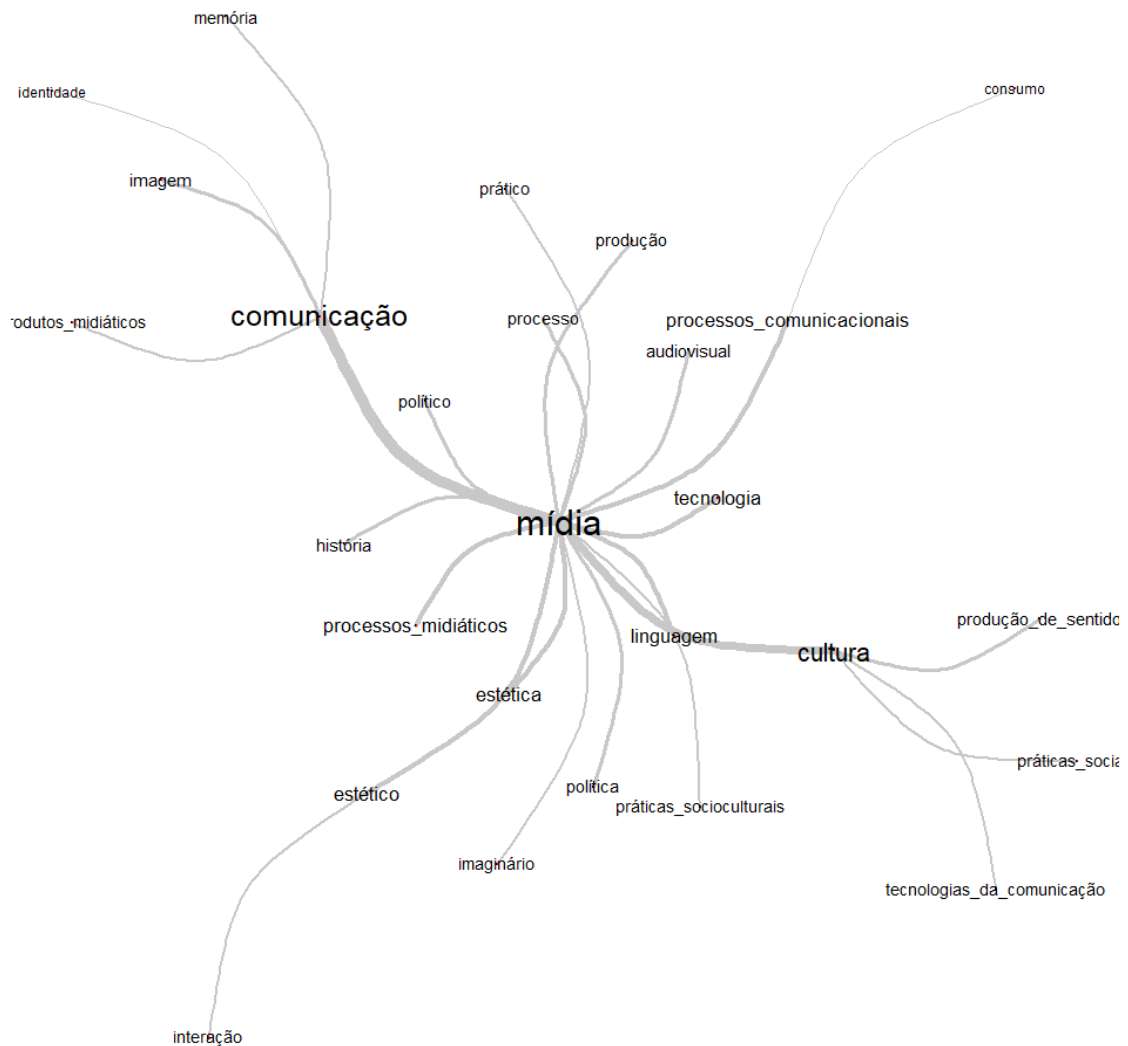 memória
identidade
consumo
imagem
prático
produção
comunicação
rodutos_midiáticos
processo
processos_comunicacionais
audiovisual
político
tecnologia
mídia
história
processos_midiáticos
linguagem
produção_de_sentido
cultura
estética
práticas_socia
política
estético
práticas_socioculturais
imaginário
tecnologias_da_comunicação
interação